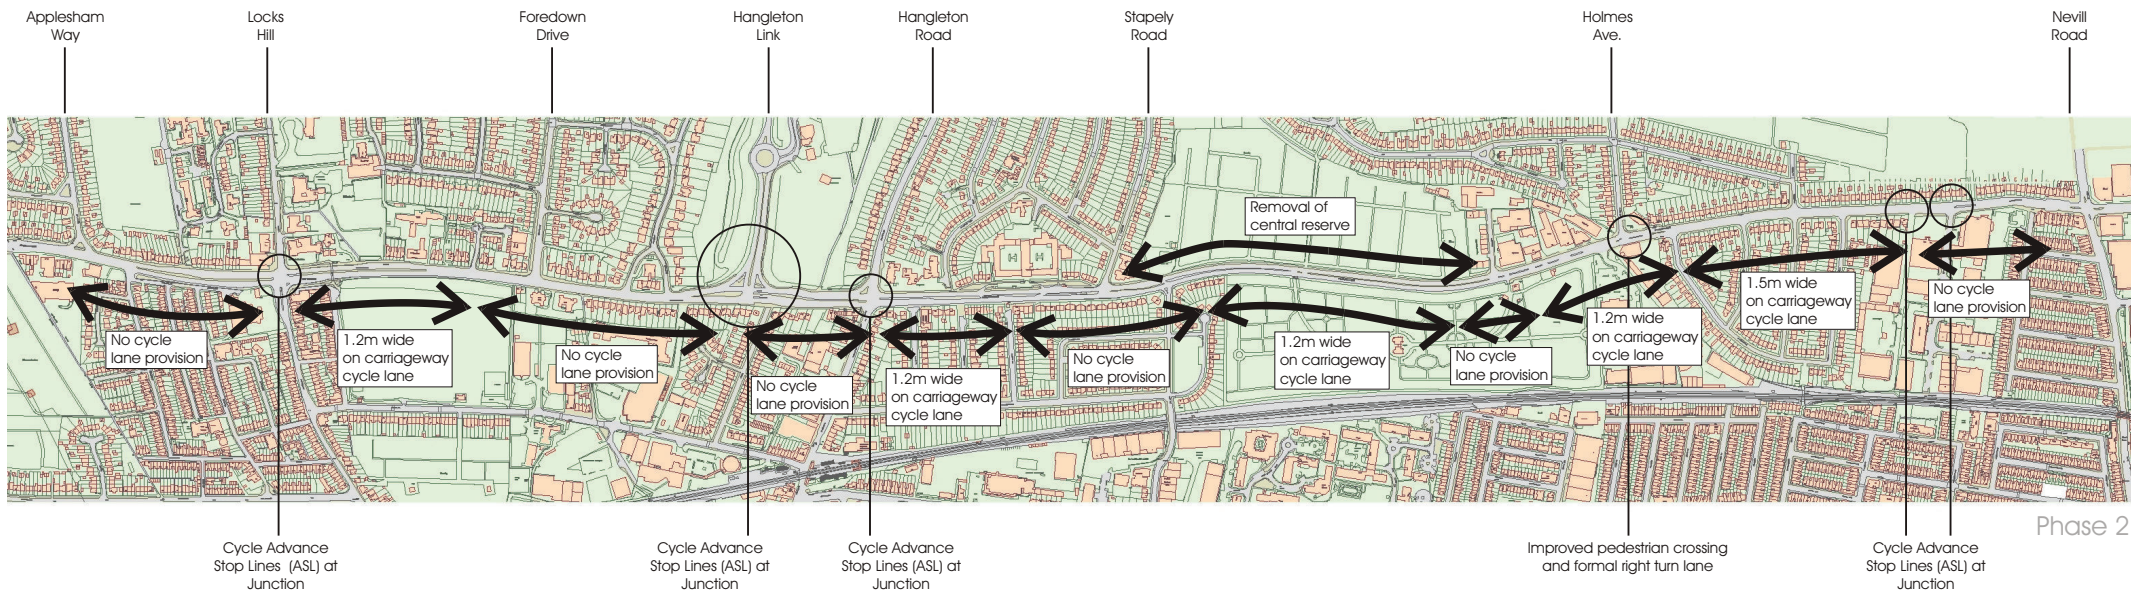 Applesham
Way
Locks
Hill
Foredown
Drive
Hangleton
Link
Hangleton
Road
Stapely
Road
Holmes
Ave.
Nevill
Road
Removal of
central reserve
No cycle
lane provision
1.2m wide
on carriageway
cycle lane
No cycle
lane provision
No cycle
lane provision
1.2m wide
on carriageway
cycle lane
No cycle
lane provision
1.2m wide
on carriageway
cycle lane
No cycle
lane provision
1.2m wide
on carriageway
cycle lane
1.5m wide
on carriageway
cycle lane
No cycle
lane provision
Phase 2
Cycle Advance
Stop Lines (ASL) at
Junction
Cycle Advance
Stop Lines (ASL) at
Junction
Cycle Advance
Stop Lines (ASL) at
Junction
Improved pedestrian crossing
and formal right turn lane
Cycle Advance
Stop Lines (ASL) at
Junction